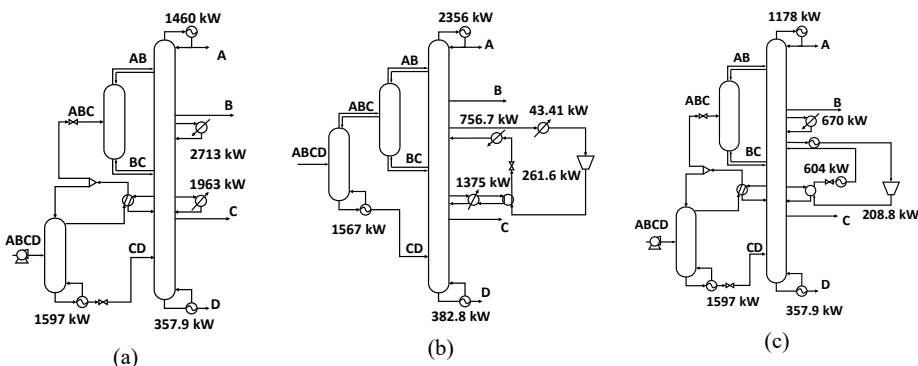 1460 kW
A
AB
ABC
B
2713 kW
BC
1963 kW
C
ABCD
CD
D
1597 kW
357.9 kW
(a)
2356 kW
A
AB
ABC
B
43.41 kW
756.7 kW
ABCD
BC
261.6 kW
1375 kW
C
1567 kW
CD
D
382.8 kW
(b)
1178 kW
A
AB
ABC
B
670 kW
BC
604 kW
208.8 kW
C
ABCD
CD
D
1597 kW
357.9 kW
(c)